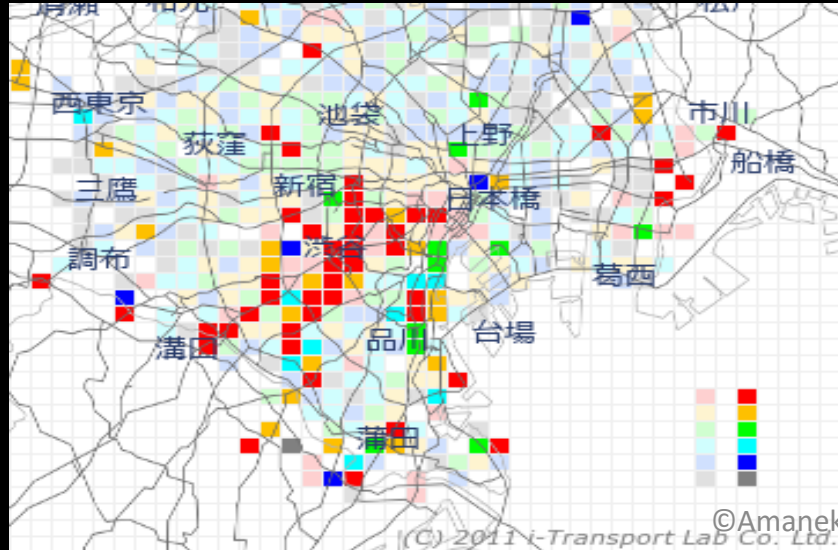 西東京
池袋
上野
市川
荻窪
船橋
三鷹
新宿
日本橋
調布
渋谷
葛西
溝口
品川
台場
蒲田
©Amanek
(C) 2011 i-Transport Lab Co. Ltd.